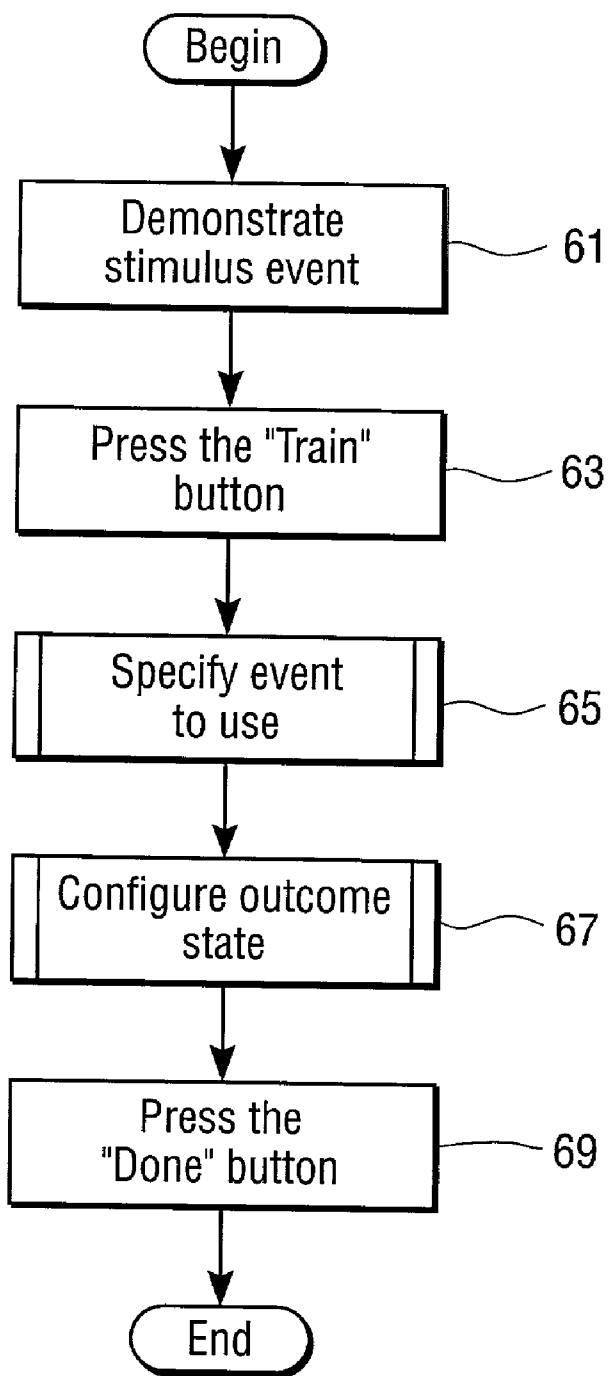 Begin
Demonstrate
stimulus event
61
Press the "Train"
button
63
Specify event
to use
65
Configure outcome
state
67
Press the
"Done" button
69
End